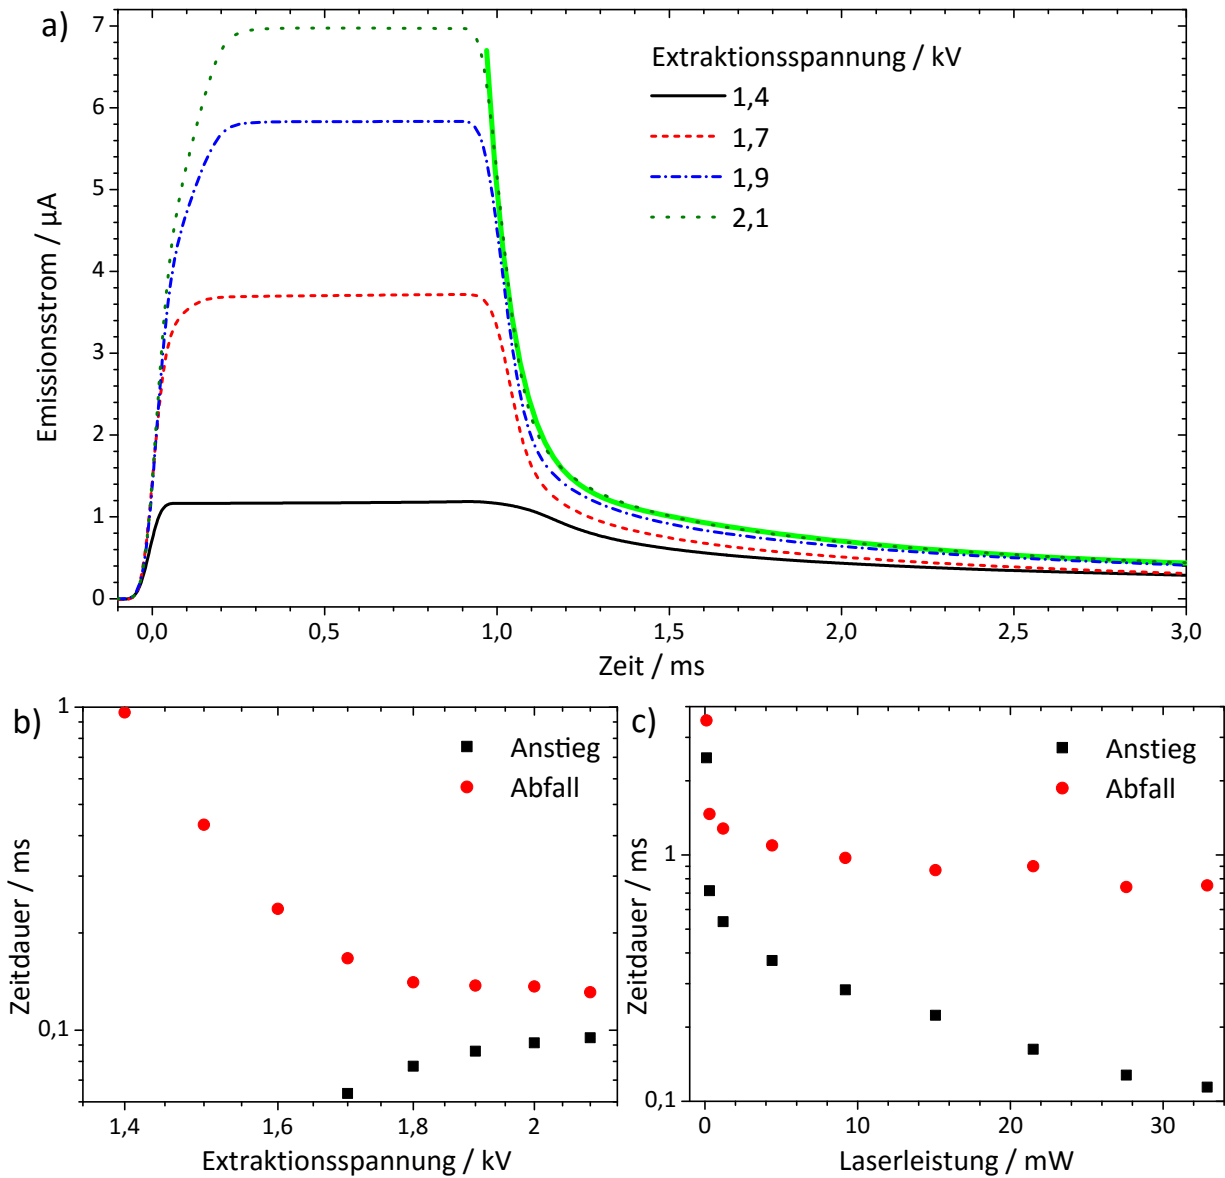 a)
Extraktionsspannung / kV
1,4
1,7
1,9
2,1
Emissionsstrom / µA
7
6
5
4
3
2
1
0
0,0 0,5 1,0 1,5 2,0 2,5 3,0
Zeit / ms
b)
Anstieg
Abfall
Zeitdauer / ms
1
0,1
1,4 1,6 1,8 2
Extraktionsspannung / kV
c)
Anstieg
Abfall
Zeitdauer / ms
1
0,1
0 10 20 30
Laserleistung / mW